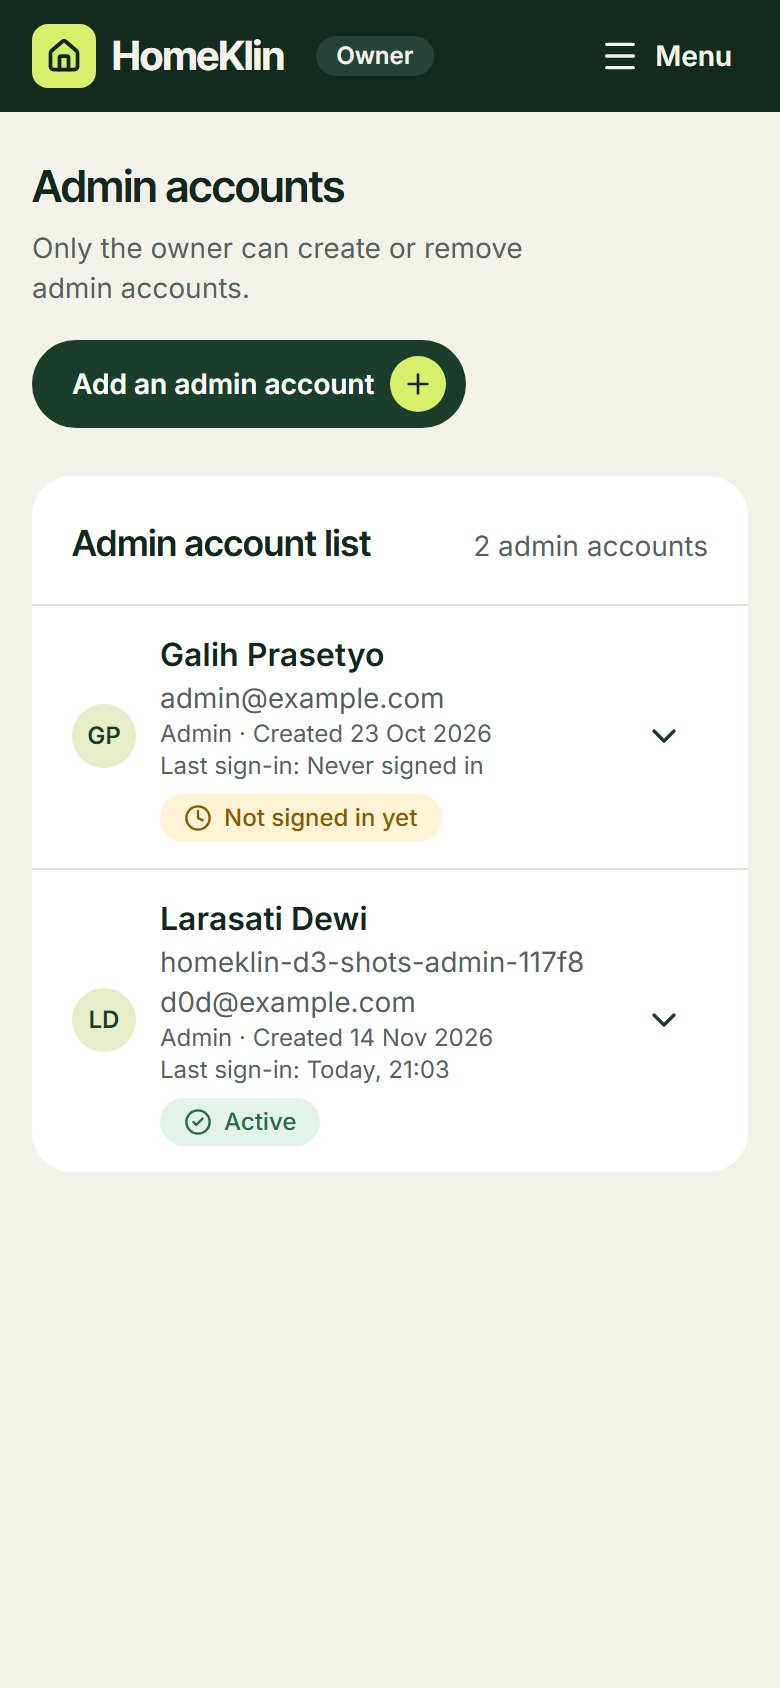 HomeKlin
Owner
Menu
Admin accounts
Only the owner can create or remove
admin accounts.
Add an admin account
Admin account list
2 admin accounts
GP
Galih Prasetyo
admin@example.com
Admin · Created 23 Oct 2026
Last sign-in: Never signed in
Not signed in yet
LD
Larasati Dewi
homeklin-d3-shots-admin-117f8
d0d@example.com
Admin · Created 14 Nov 2026
Last sign-in: Today, 21:03
Active